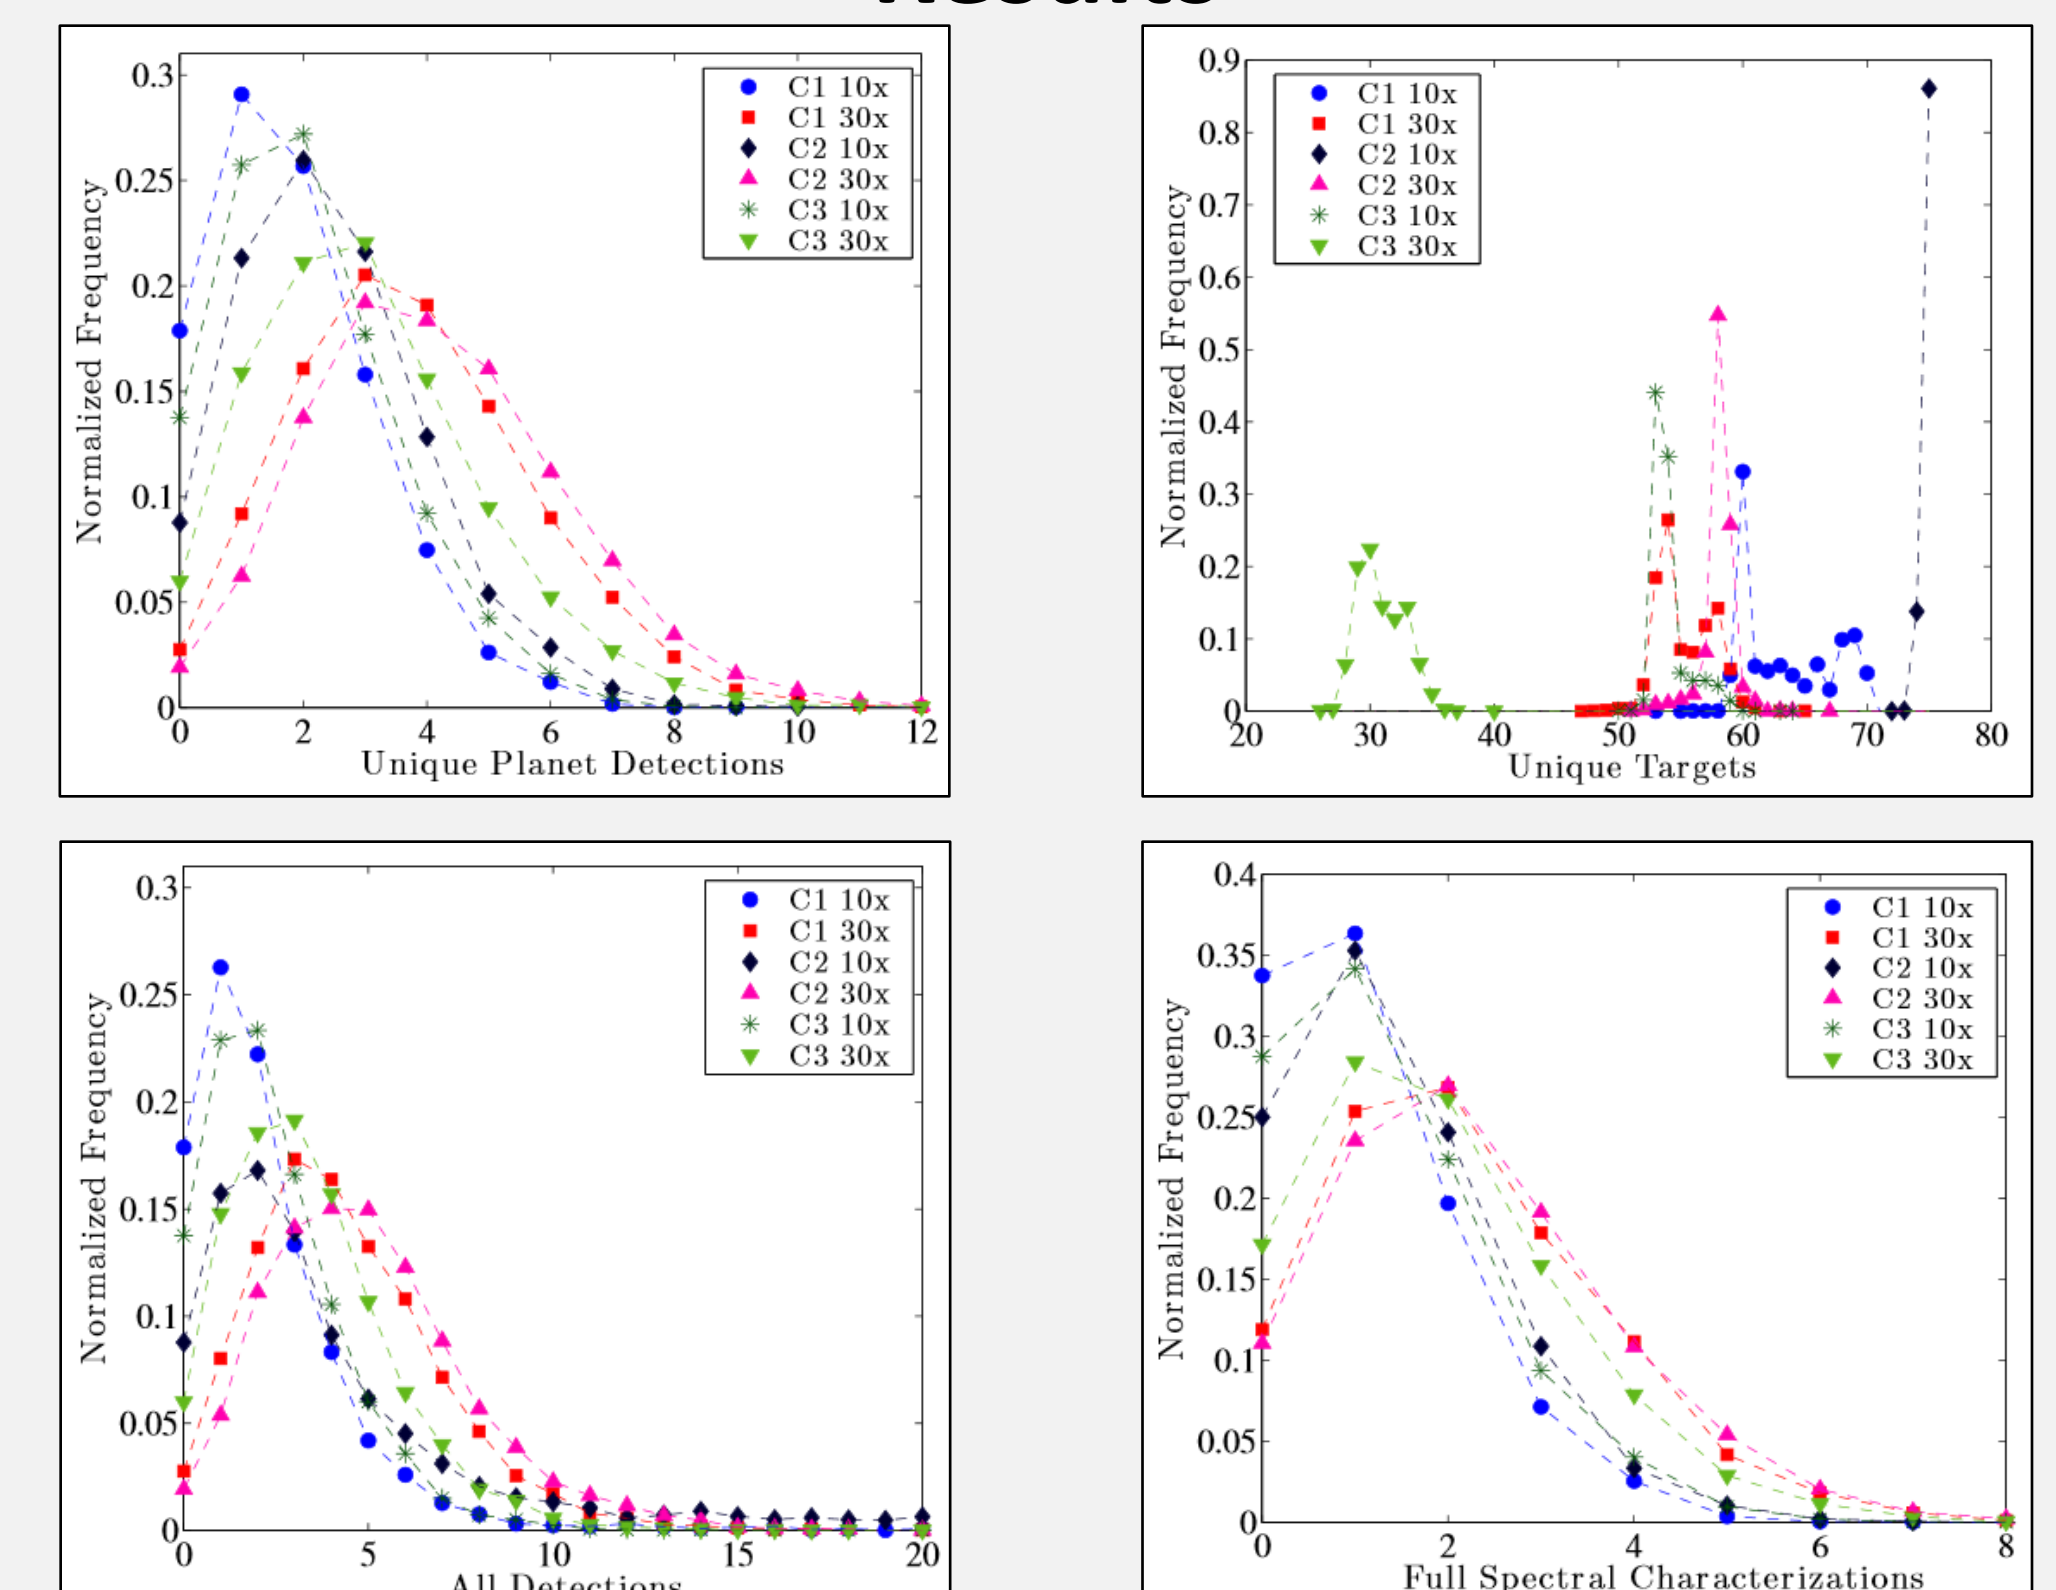 Results
0.3
0.25
0.2
0.15
0.1
0.05
0
Normalized Frequency
C1 10x
C1 30x
C2 10x
C2 30x
C3 10x
C3 30x
0 2 4 6 8 10 12
Unique Planet Detections
0.9
0.8
0.7
0.6
0.5
0.4
0.3
0.2
0.1
0
Normalized Frequency
C1 10x
C1 30x
C2 10x
C2 30x
C3 10x
C3 30x
20 30 40 50 60 70 80
Unique Targets
0.3
0.25
0.2
0.15
0.1
0.05
0
Normalized Frequency
C1 10x
C1 30x
C2 10x
C2 30x
C3 10x
C3 30x
0 5 10 15 20
All Detections
0.4
0.35
0.3
0.25
0.2
0.15
0.1
0.05
0
Normalized Frequency
C1 10x
C1 30x
C2 10x
C2 30x
C3 10x
C3 30x
0 2 4 6 8
Full Spectral Characterizations